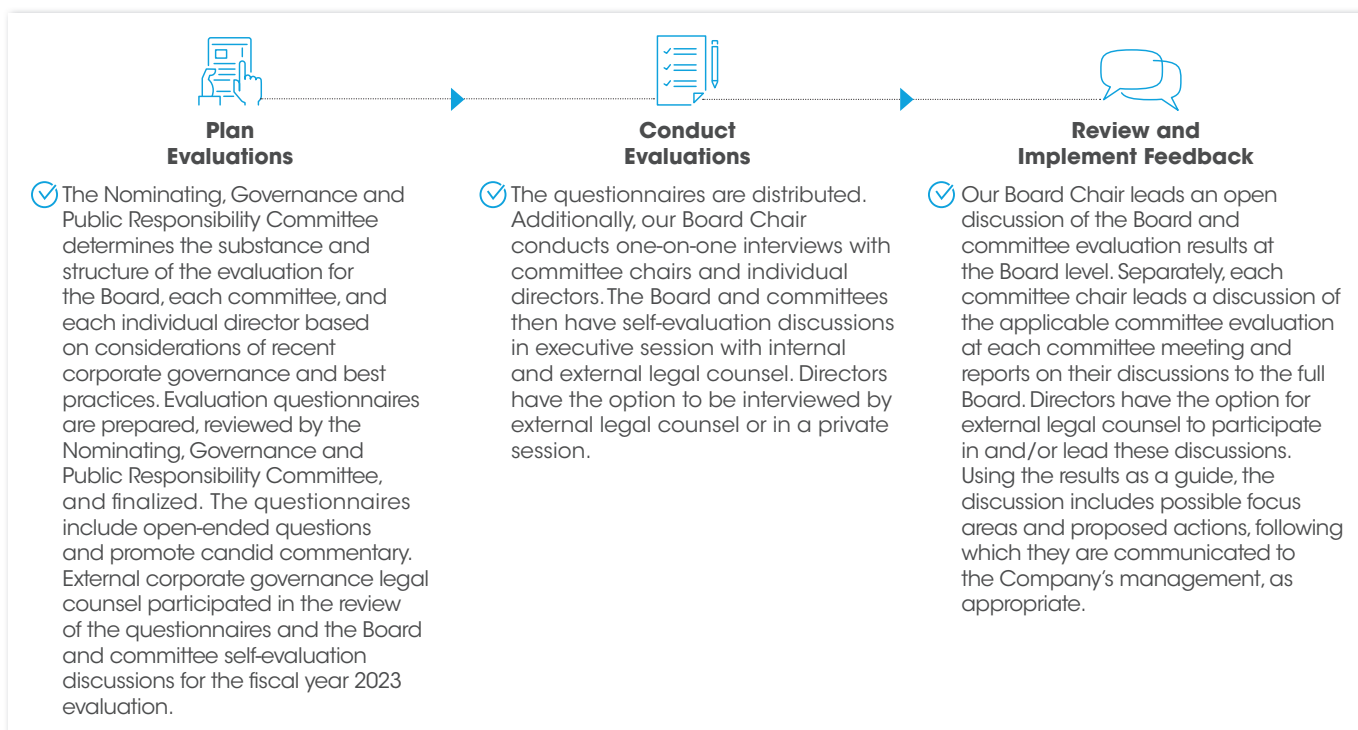 Plan
Evaluations
The Nominating, Governance and
Public Responsibility Committee
determines the substance and
structure of the evaluation for
the Board, each committee, and
each individual director based
on considerations of recent
corporate governance and best
practices. Evaluation questionnaires
are prepared, reviewed by the
Nominating, Governance and
Public Responsibility Committee,
and finalized. The questionnaires
include open-ended questions
and promote candid commentary.
External corporate governance legal
counsel participated in the review
of the questionnaires and the Board
and committee self-evaluation
discussions for the fiscal year 2023
evaluation.
Conduct
Evaluations
The questionnaires are distributed.
Additionally, our Board Chair
conducts one-on-one interviews with
committee chairs and individual
directors. The Board and committees
then have self-evaluation discussions
in executive session with internal
and external legal counsel. Directors
have the option to be interviewed by
external legal counsel or in a private
session.
Review and
Implement Feedback
Our Board Chair leads an open
discussion of the Board and
committee evaluation results at
the Board level. Separately, each
committee chair leads a discussion of
the applicable committee evaluation
at each committee meeting and
reports on their discussions to the full
Board. Directors have the option for
external legal counsel to participate
in and/or lead these discussions.
Using the results as a guide, the
discussion includes possible focus
areas and proposed actions, following
which they are communicated to
the Company's management, as
appropriate.